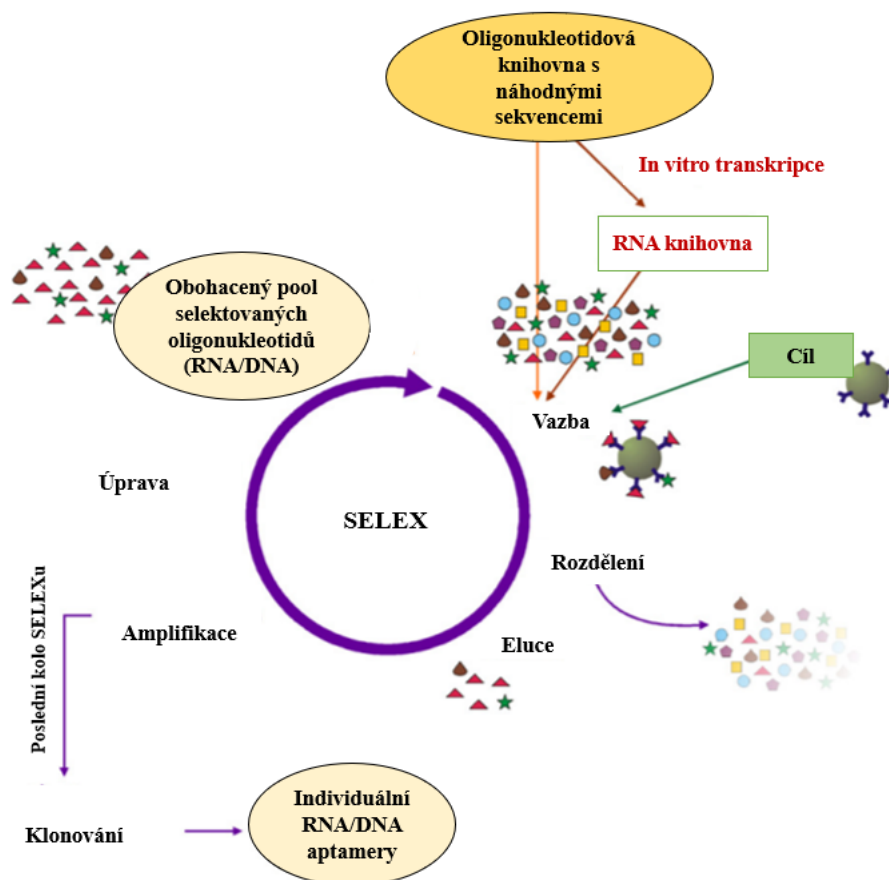 Oligonukleotidová
knihovna s
náhodnými
sekvencemi
In vitro transkripce
RNA knihovna
Obohacený pool
selektovaných
oligonukleotidů
(RNA/DNA)
Cíl
Vazba
Úprava
SELEX
Rozdělení
Amplifikace
Eluce
Poslední kolo SELEXu
Klonování
Individuální
RNA/DNA
aptamery